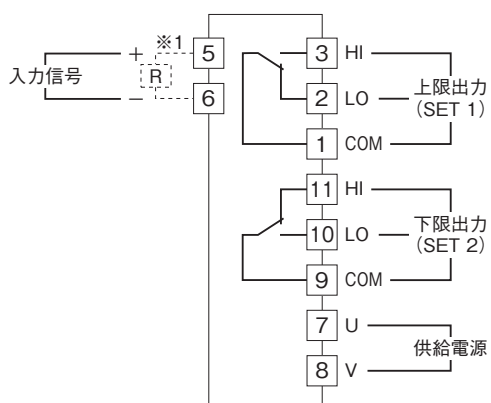 入力信号
+
−
※1
R
5
6
3 HI
2 LO
1 COM
上限出力
(SET 1)
11 HI
10 LO
9 COM
下限出力
(SET 2)
7 U
8 V
供給電源